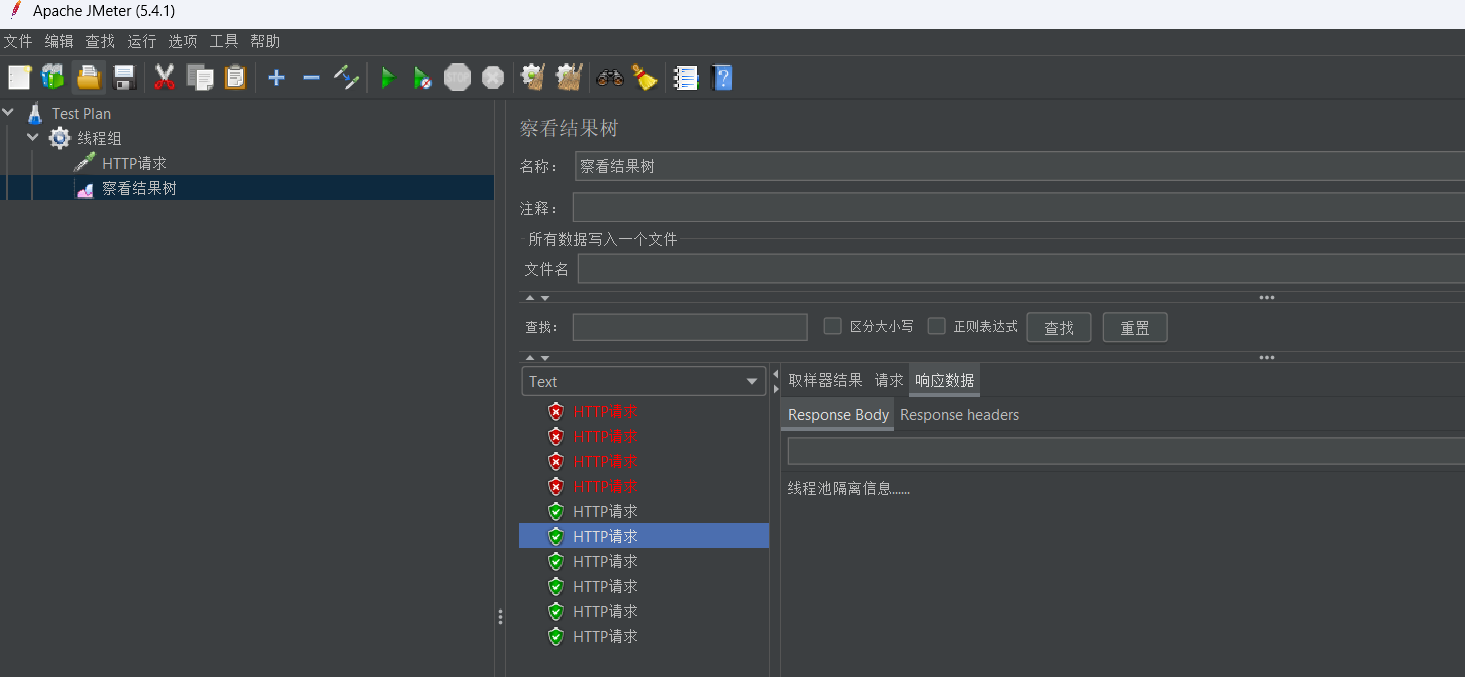 Apache JMeter (5.4.1)
文件 编辑 查找 运行 选项 工具 帮助
STOP
Test Plan
线程组
HTTP请求
察看结果树
察看结果树
名称： 察看结果树
注释：
所有数据写入一个文件
文件名
查找： 区分大小写 正则表达式 查找 重置
Text
HTTP请求
HTTP请求
HTTP请求
HTTP请求
HTTP请求
HTTP请求
HTTP请求
HTTP请求
HTTP请求
HTTP请求
取样器结果 请求 响应数据
Response Body Response headers
线程池隔离信息......